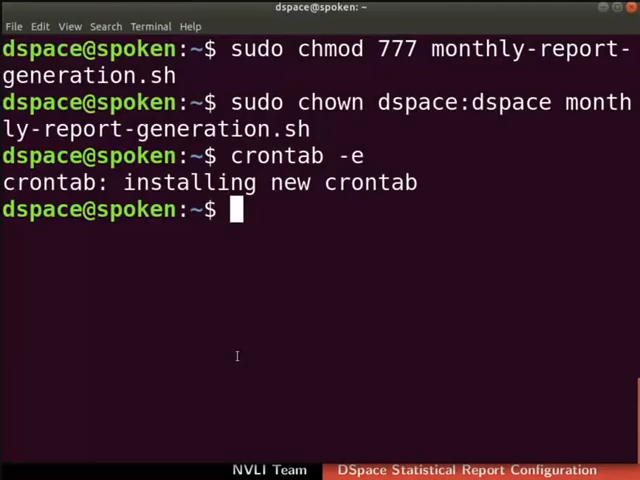 dspace@spoken: ~
File Edit View Search Terminal Help
dspace@spoken:~$ sudo chmod 777 monthly-report-
generation.sh
dspace@spoken:~$ sudo chown dspace:dspace month
ly-report-generation.sh
dspace@spoken:~$ crontab -e
crontab: installing new crontab
dspace@spoken:~$
NVLI Team DSpace Statistical Report Configuration